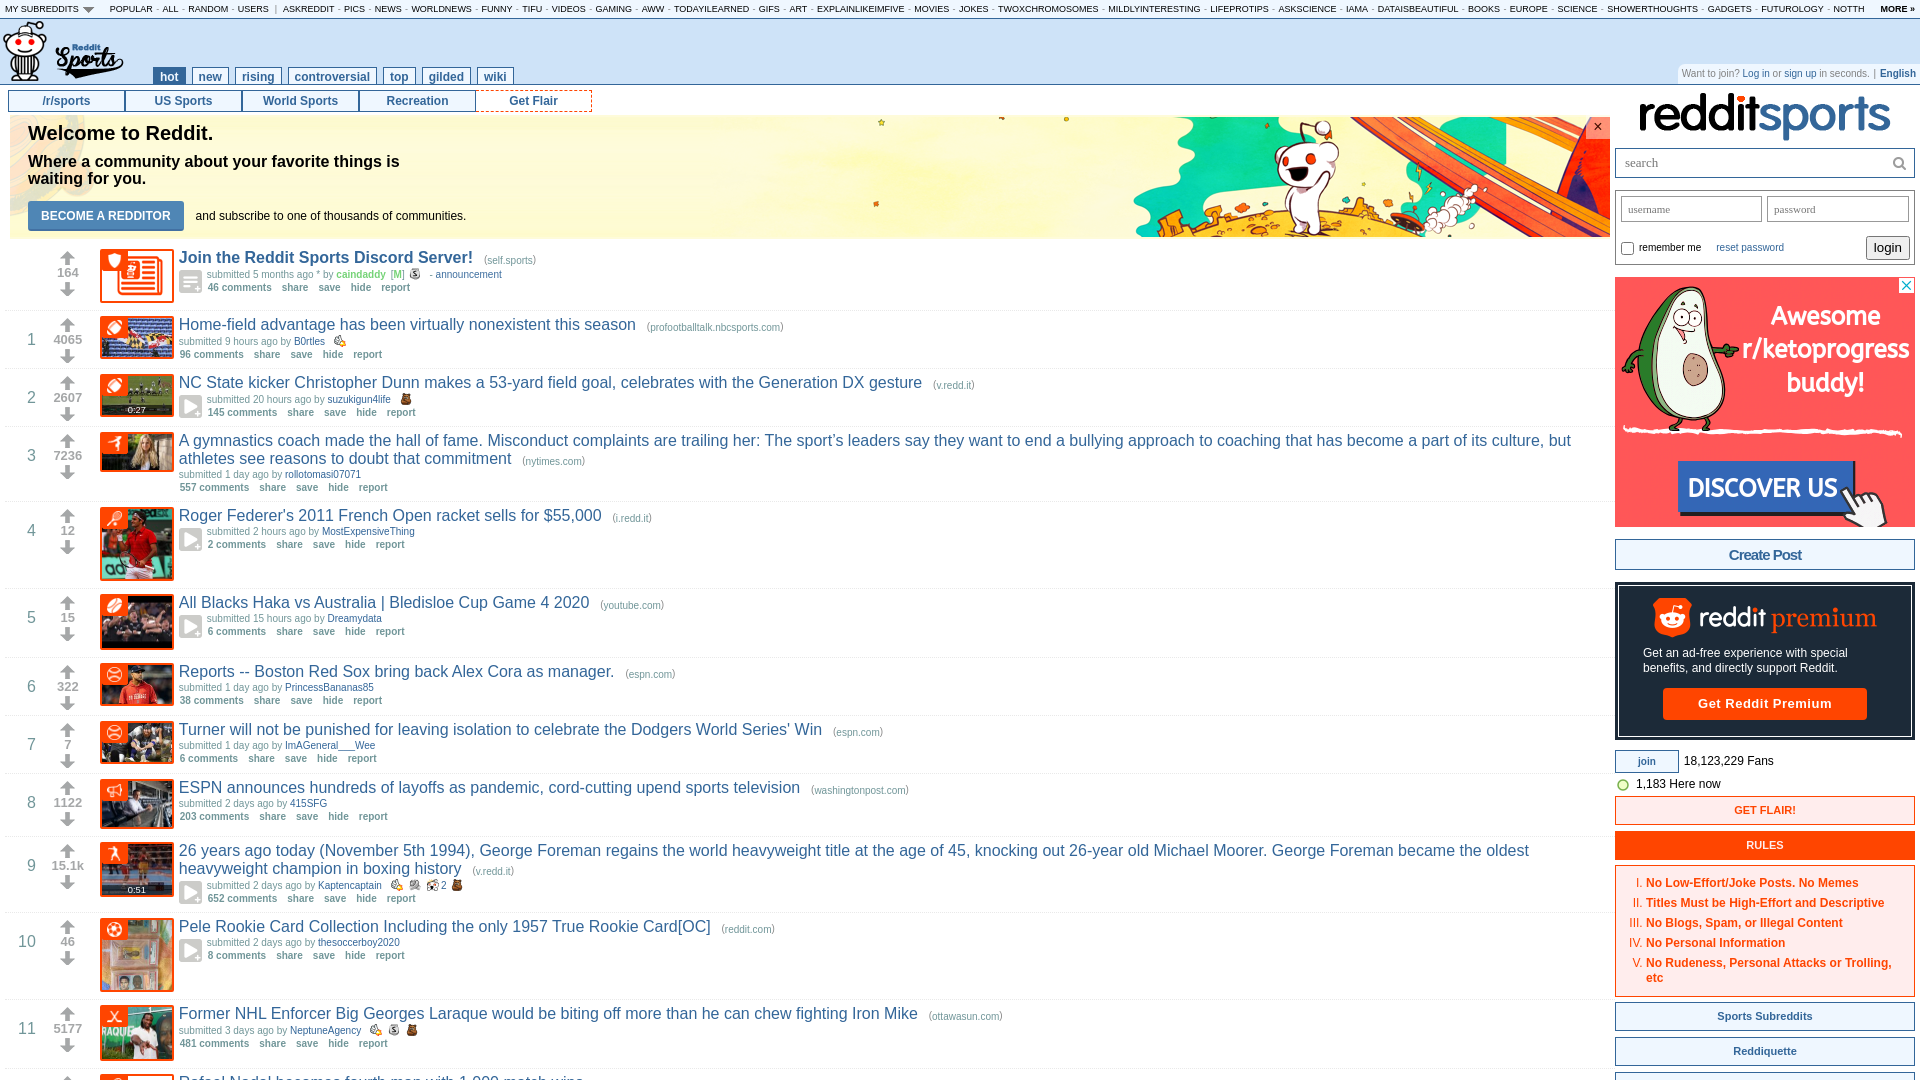 MY SUBREDDITS POPULAR - ALL - RANDOM - USERS | ASKREDDIT - PICS - NEWS - WORLDNEWS - FUNNY - TIFU - VIDEOS - GAMING - AWW - TODAYILEARNED - GIFS - ART - EXPLAINLIKEIMFIVE - MOVIES - JOKES - TWOXCHROMOSOMES - MILDLYINTERESTING - LIFEPROTIPS - ASKSCIENCE - IAMA - DATAISBEAUTIFUL - BOOKS - EUROPE - SCIENCE - SHOWERTHOUGHTS - GADGETS - FUTUROLOGY - NOTTH MORE »
Reddit
Sports
hot new rising controversial top gilded wiki
Want to join? Log in or sign up in seconds. | English
/r/sports US Sports World Sports Recreation Get Flair
redditsports
Welcome to Reddit.
Where a community about your favorite things is
waiting for you.
BECOME A REDDITOR and subscribe to one of thousands of communities.
×
search
username password
remember me reset password login
164
Join the Reddit Sports Discord Server! (self.sports)
submitted 5 months ago * by caindaddy [M] - announcement
46 comments share save hide report
1
4065
Home-field advantage has been virtually nonexistent this season (profootballtalk.nbcsports.com)
submitted 9 hours ago by B0rtles
96 comments share save hide report
2
2607
0:27
NC State kicker Christopher Dunn makes a 53-yard field goal, celebrates with the Generation DX gesture (v.redd.it)
submitted 20 hours ago by suzukigun4life
145 comments share save hide report
3
7236
A gymnastics coach made the hall of fame. Misconduct complaints are trailing her: The sport’s leaders say they want to end a bullying approach to coaching that has become a part of its culture, but
athletes see reasons to doubt that commitment (nytimes.com)
submitted 1 day ago by rollotomasi07071
557 comments share save hide report
4
12
Roger Federer's 2011 French Open racket sells for $55,000 (i.redd.it)
submitted 2 hours ago by MostExpensiveThing
2 comments share save hide report
5
15
All Blacks Haka vs Australia | Bledisloe Cup Game 4 2020 (youtube.com)
submitted 15 hours ago by Dreamydata
6 comments share save hide report
6
322
Reports -- Boston Red Sox bring back Alex Cora as manager. (espn.com)
submitted 1 day ago by PrincessBananas85
38 comments share save hide report
7
7
Turner will not be punished for leaving isolation to celebrate the Dodgers World Series' Win (espn.com)
submitted 1 day ago by ImAGeneral___Wee
6 comments share save hide report
8
1122
ESPN announces hundreds of layoffs as pandemic, cord-cutting upend sports television (washingtonpost.com)
submitted 2 days ago by 415SFG
203 comments share save hide report
9
15.1k
0:51
26 years ago today (November 5th 1994), George Foreman regains the world heavyweight title at the age of 45, knocking out 26-year old Michael Moorer. George Foreman became the oldest
heavyweight champion in boxing history (v.redd.it)
submitted 2 days ago by Kaptencaptain 2
652 comments share save hide report
10
46
Pele Rookie Card Collection Including the only 1957 True Rookie Card[OC] (reddit.com)
submitted 2 days ago by thesoccerboy2020
8 comments share save hide report
11
5177
Former NHL Enforcer Big Georges Laraque would be biting off more than he can chew fighting Iron Mike (ottawasun.com)
submitted 3 days ago by NeptuneAgency
481 comments share save hide report
Rafael Nadal becomes fourth man with 1,000 match wins
Awesome
r/ketoprogress
buddy!
DISCOVER US
Create Post
reddit premium
Get an ad-free experience with special
benefits, and directly support Reddit.
Get Reddit Premium
join 18,123,229 Fans
1,183 Here now
GET FLAIR!
RULES
I. No Low-Effort/Joke Posts. No Memes
II. Titles Must be High-Effort and Descriptive
III. No Blogs, Spam, or Illegal Content
IV. No Personal Information
V. No Rudeness, Personal Attacks or Trolling,
etc
Sports Subreddits
Reddiquette